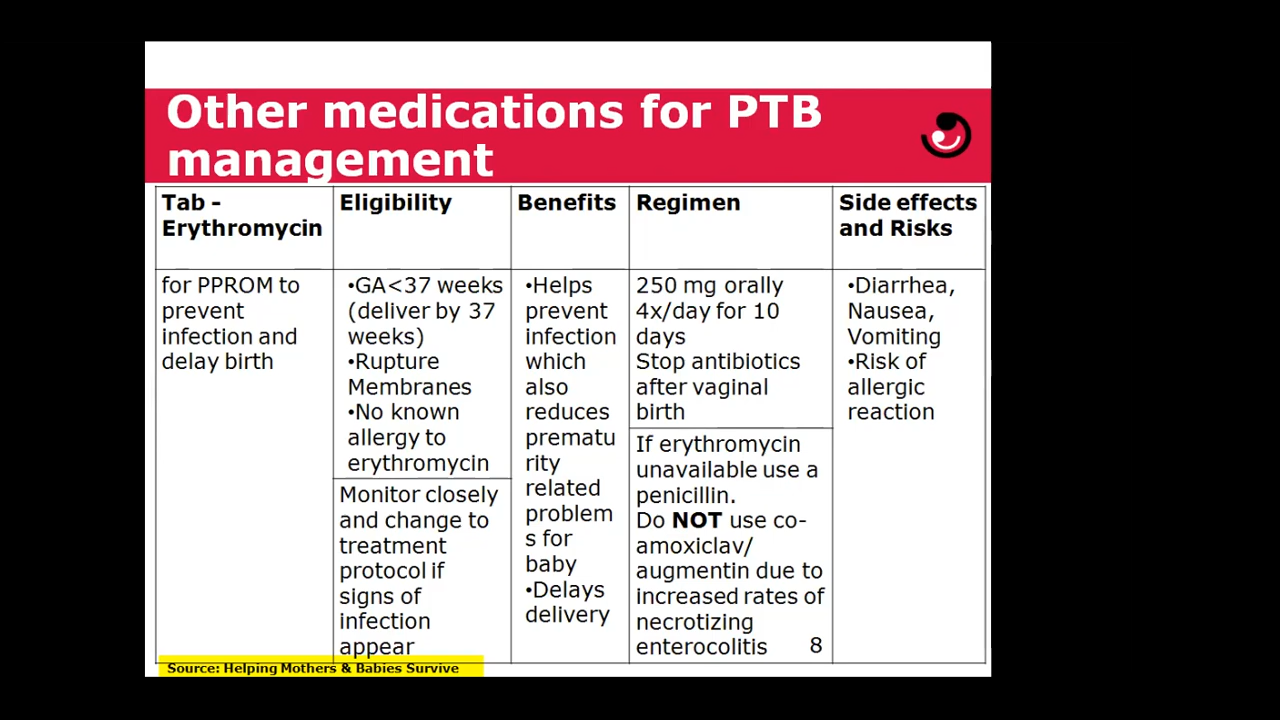 Other medications for PTB
management
Tab -
Erythromycin
Eligibility
Benefits
Regimen
Side effects
and Risks
for PPROM to
prevent
infection and
delay birth
•GA<37 weeks
(deliver by 37
weeks)
•Rupture
Membranes
•No known
allergy to
erythromycin
Monitor closely
and change to
treatment
protocol if
signs of
infection
appear
•Helps
prevent
infection
which
also
reduces
prematu
rity
related
problem
s for
baby
•Delays
delivery
250 mg orally
4x/day for 10
days
Stop antibiotics
after vaginal
birth
If erythromycin
unavailable use a
penicillin.
Do NOT use co-
amoxiclav/
augmentin due to
increased rates of
necrotizing
enterocolitis
•Diarrhea,
Nausea,
Vomiting
•Risk of
allergic
reaction
8
Source: Helping Mothers & Babies Survive